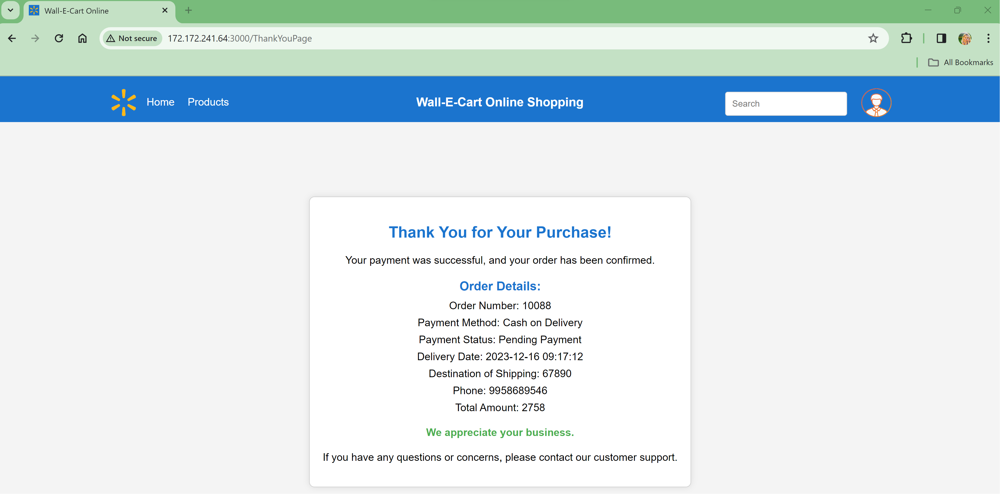 Wall-E-Cart Online
Not secure 172.172.241.64:3000/ThankYouPage
All Bookmarks
Home Products Wall-E-Cart Online Shopping Search
Thank You for Your Purchase!
Your payment was successful, and your order has been confirmed.
Order Details:
Order Number: 10088
Payment Method: Cash on Delivery
Payment Status: Pending Payment
Delivery Date: 2023-12-16 09:17:12
Destination of Shipping: 67890
Phone: 9958689546
Total Amount: 2758
We appreciate your business.
If you have any questions or concerns, please contact our customer support.